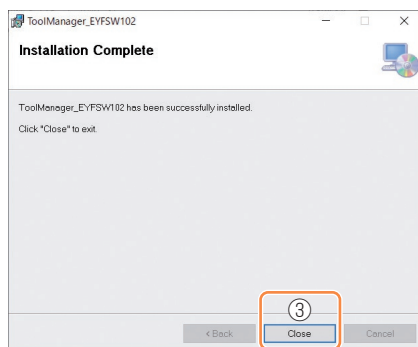 ToolManager_EYFSW102
Installation Complete
ToolManager_EYFSW102 has been successfully installed.
Click "Close" to exit.
③
< Back Close Cancel